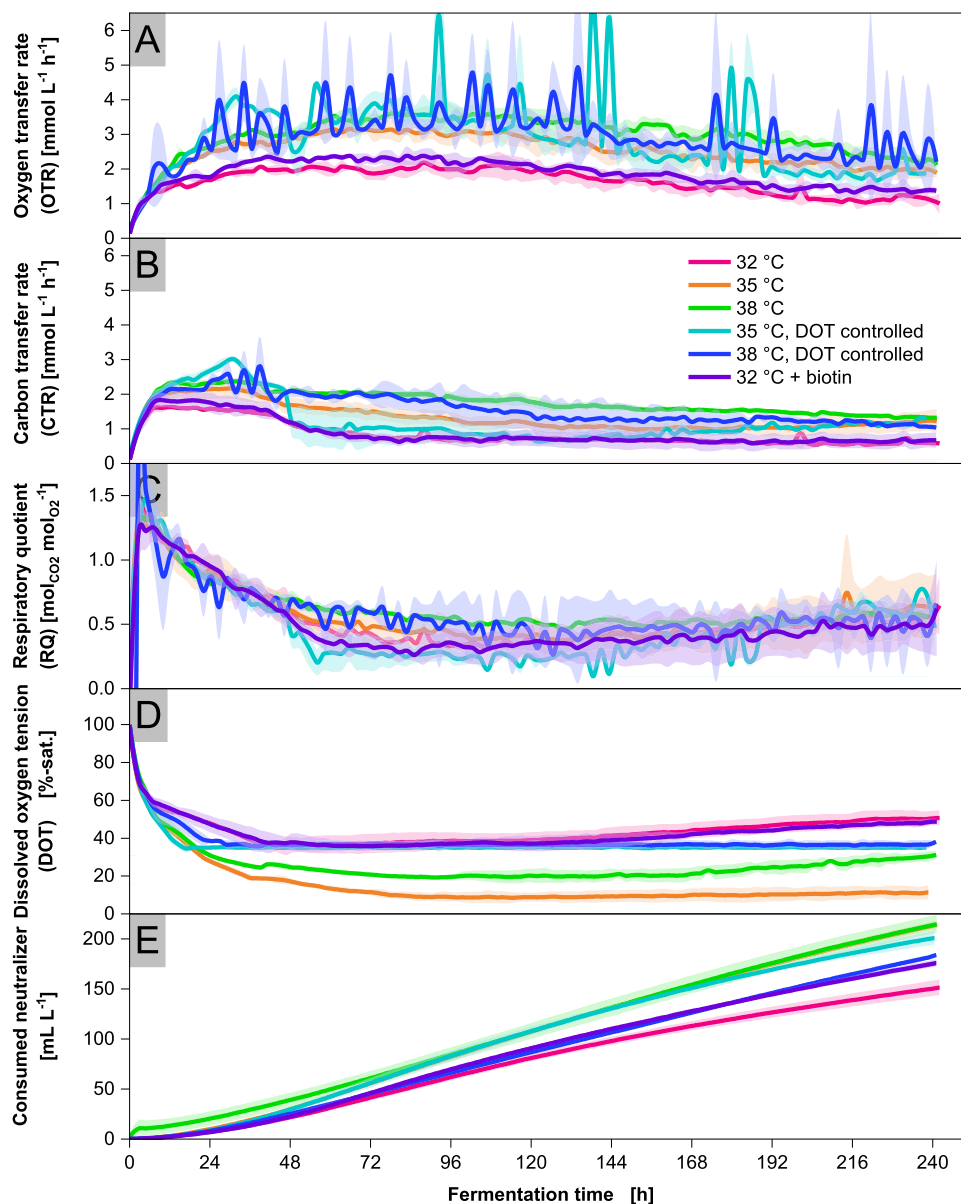 A
Oxygen transfer rate
(OTR) [mmol L⁻¹ h⁻¹]
6
5
4
3
2
1
0
B
Carbon transfer rate
(CTR) [mmol L⁻¹ h⁻¹]
6
5
4
3
2
1
0
32 °C
35 °C
38 °C
35 °C, DOT controlled
38 °C, DOT controlled
32 °C + biotin
C
Respiratory quotient
(RQ) [mol_CO2 mol_O2⁻¹]
1.5
1.0
0.5
0.0
D
Dissolved oxygen tension
(DOT) [%-sat.]
100
80
60
40
20
0
E
Consumed neutralizer
[mL L⁻¹]
200
150
100
50
0
0 24 48 72 96 120 144 168 192 216 240
Fermentation time [h]